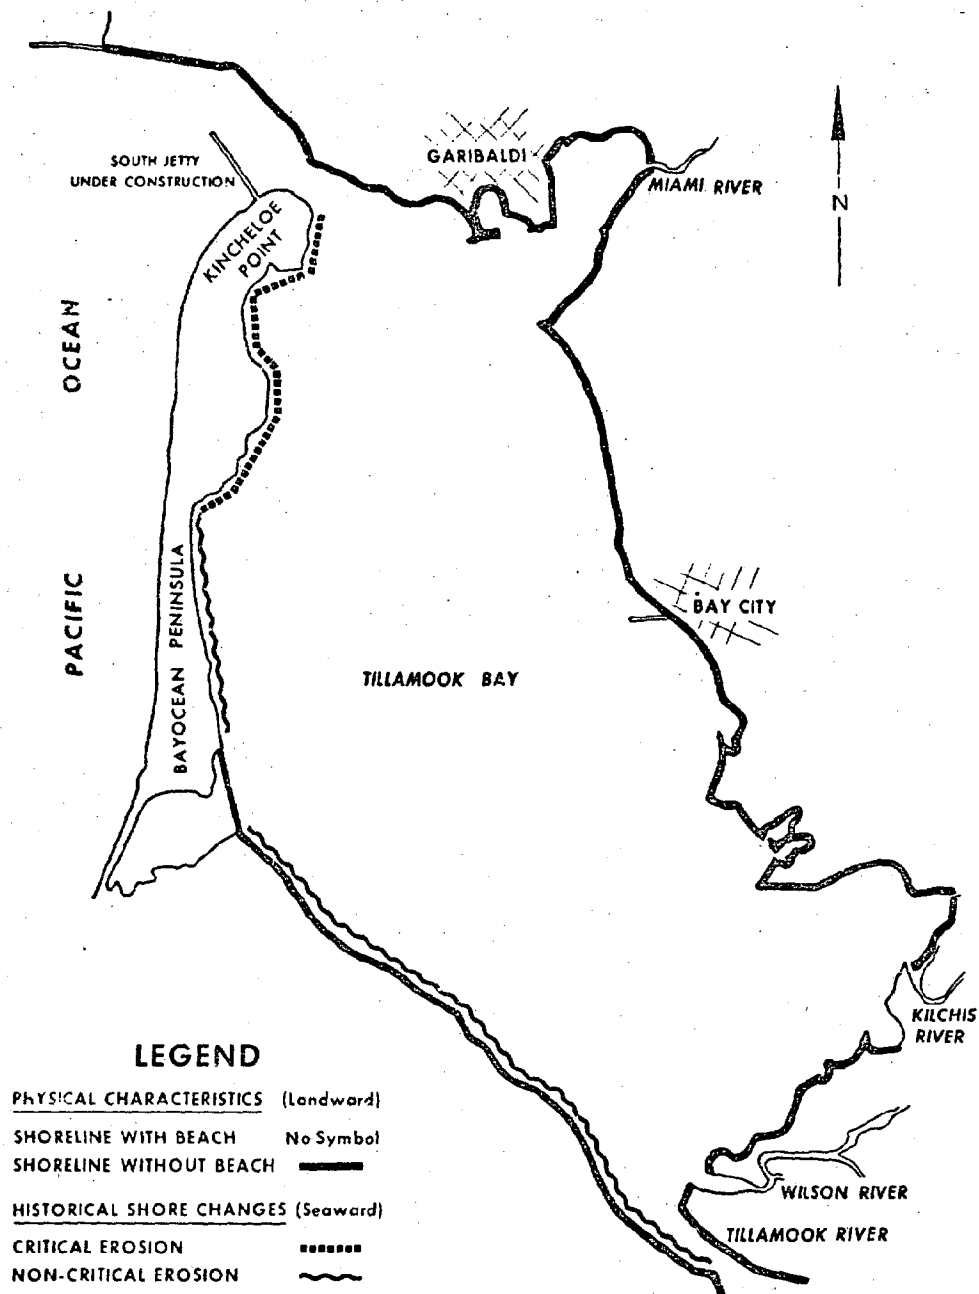 SOUTH JETTY
UNDER CONSTRUCTION
GARIBALDI
MIAMI RIVER
N
KINCHELOE
POINT
PACIFIC OCEAN
BAYOCEAN PENINSULA
BAY CITY
TILLAMOOK BAY
KILCHIS
RIVER
WILSON RIVER
TILLAMOOK RIVER
LEGEND
PHYSICAL CHARACTERISTICS (Landward)
SHORELINE WITH BEACH No Symbol
SHORELINE WITHOUT BEACH
HISTORICAL SHORE CHANGES (Seaward)
CRITICAL EROSION
NON-CRITICAL EROSION